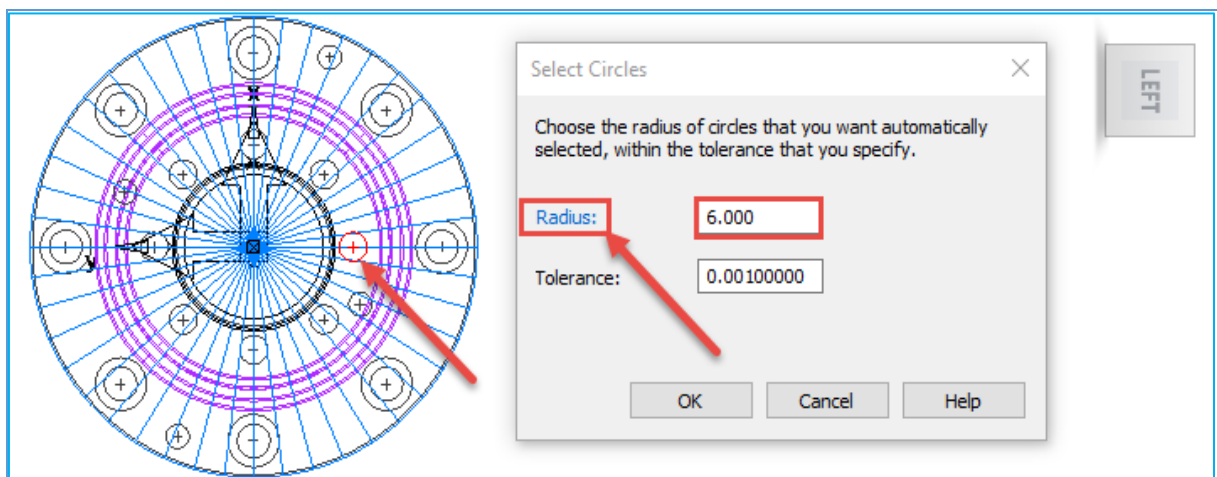 Select Circles
LEFT
Choose the radius of circles that you want automatically
selected, within the tolerance that you specify.
Radius: 6.000
Tolerance: 0.00100000
OK Cancel Help